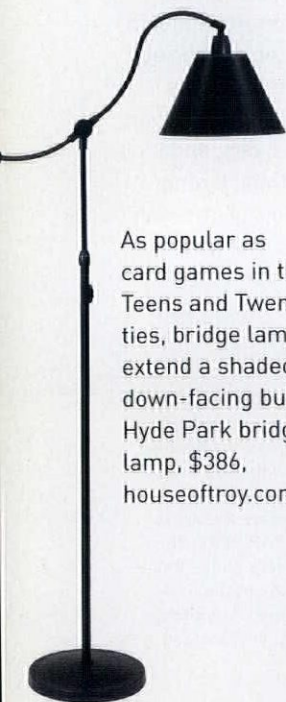 As popular as
card games in t
Teens and Twen
ties, bridge lam
extend a shaded
down-facing bu
Hyde Park bridg
lamp, $386,
houseoftroy.con